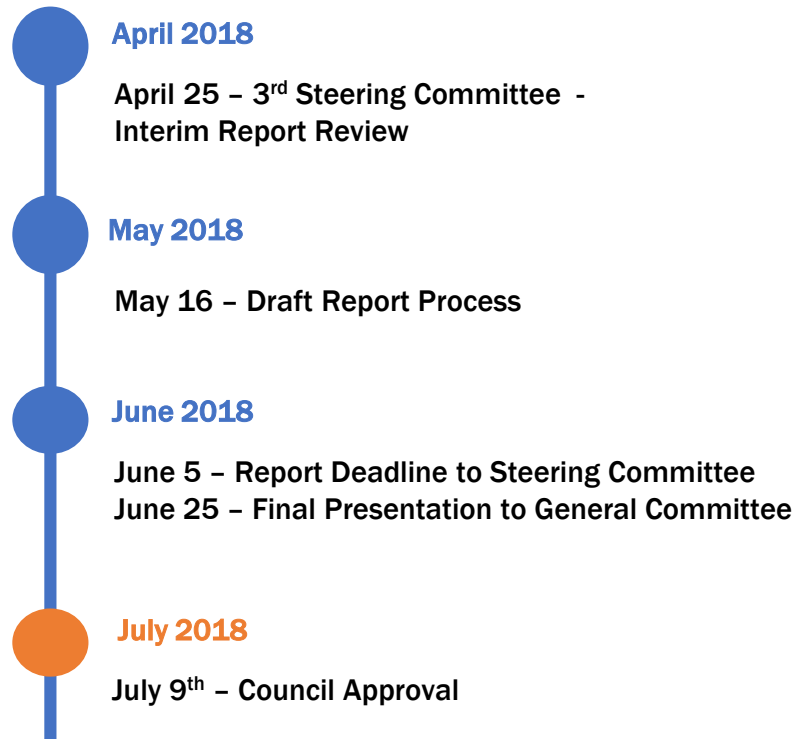 April 2018
April 25 – 3rd Steering Committee -
Interim Report Review
May 2018
May 16 – Draft Report Process
June 2018
June 5 – Report Deadline to Steering Committee
June 25 – Final Presentation to General Committee
July 2018
July 9th – Council Approval